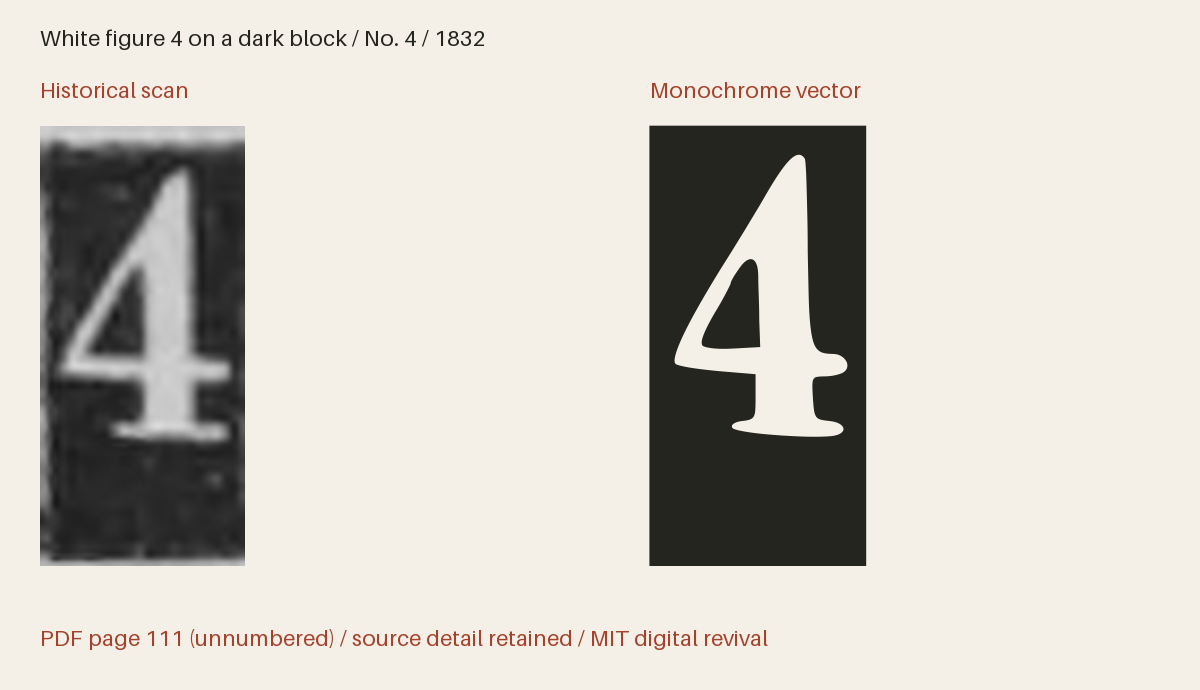 White figure 4 on a dark block / No. 4 / 1832
Historical scan
Monochrome vector
4
4
PDF page 111 (unnumbered) / source detail retained / MIT digital revival